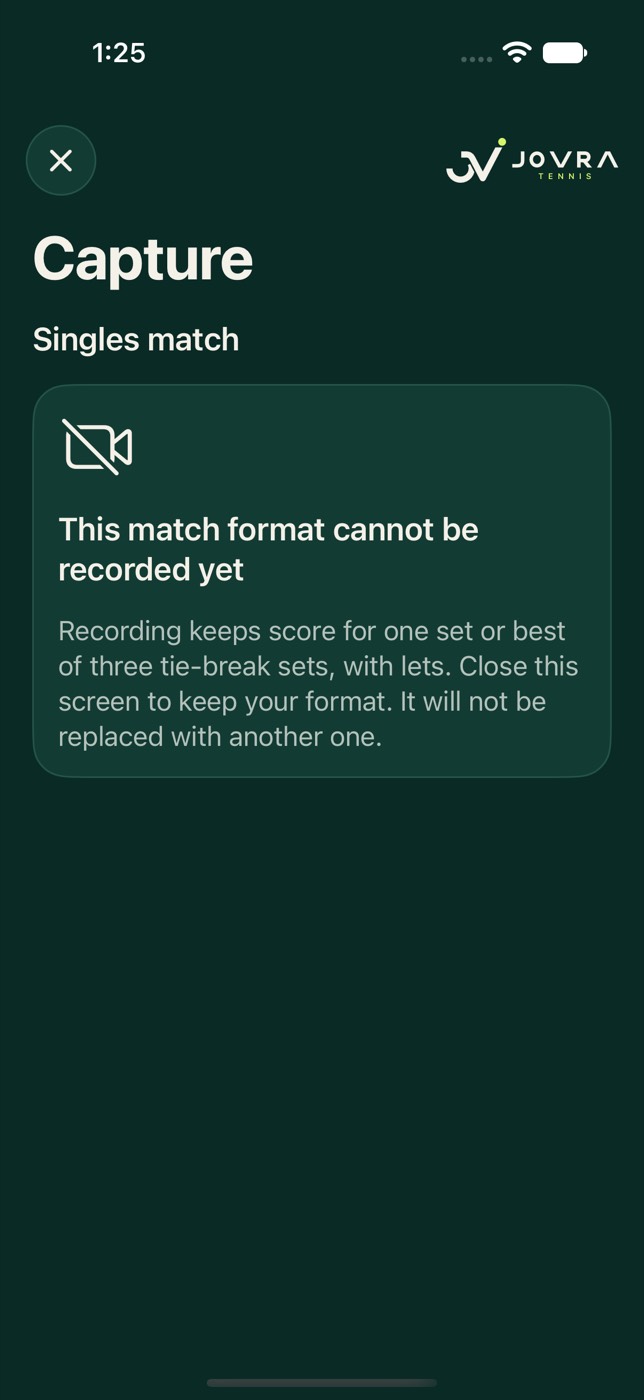 1:25
JOVRA
TENNIS
Capture
Singles match
This match format cannot be
recorded yet
Recording keeps score for one set or best
of three tie-break sets, with lets. Close this
screen to keep your format. It will not be
replaced with another one.